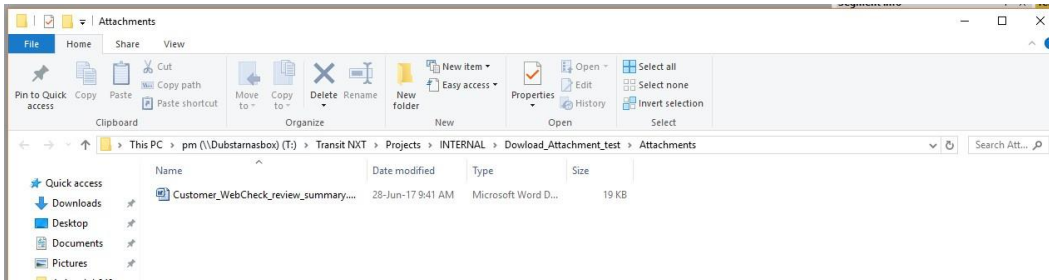 Attachments
File Home Share View
Pin to Quick access
Copy
Paste
Cut
Copy path
Paste shortcut
Clipboard
Move to
Copy to
Delete
Rename
Organize
New folder
New item
Easy access
New
Properties
Open
Edit
History
Open
Select all
Select none
Invert selection
Select
This PC > pm (\\Dubstarnasbox) (T:) > Transit NXT > Projects > INTERNAL > Dowload_Attachment_test > Attachments
Search Att...
Name Date modified Type Size
Customer_WebCheck_review_summary.... 28-Jun-17 9:41 AM Microsoft Word D... 19 KB
Quick access
Downloads
Desktop
Documents
Pictures